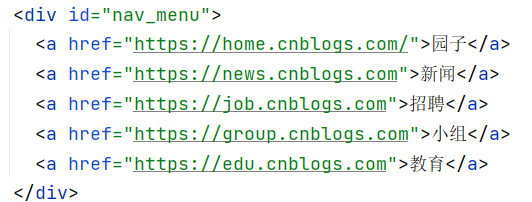 <div id="nav_menu">
<a href="https://home.cnblogs.com/">园子</a>
<a href="https://news.cnblogs.com">新闻</a>
<a href="https://job.cnblogs.com">招聘</a>
<a href="https://group.cnblogs.com">小组</a>
<a href="https://edu.cnblogs.com">教育</a>
</div>